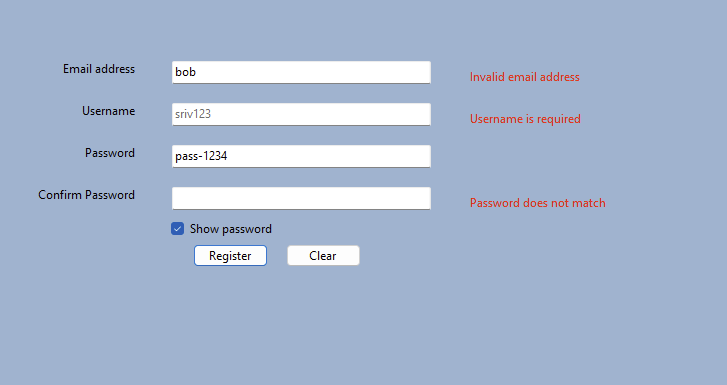 Email address bob Invalid email address
Username sriv123 Username is required
Password pass-1234
Confirm Password Password does not match
Show password
Register Clear